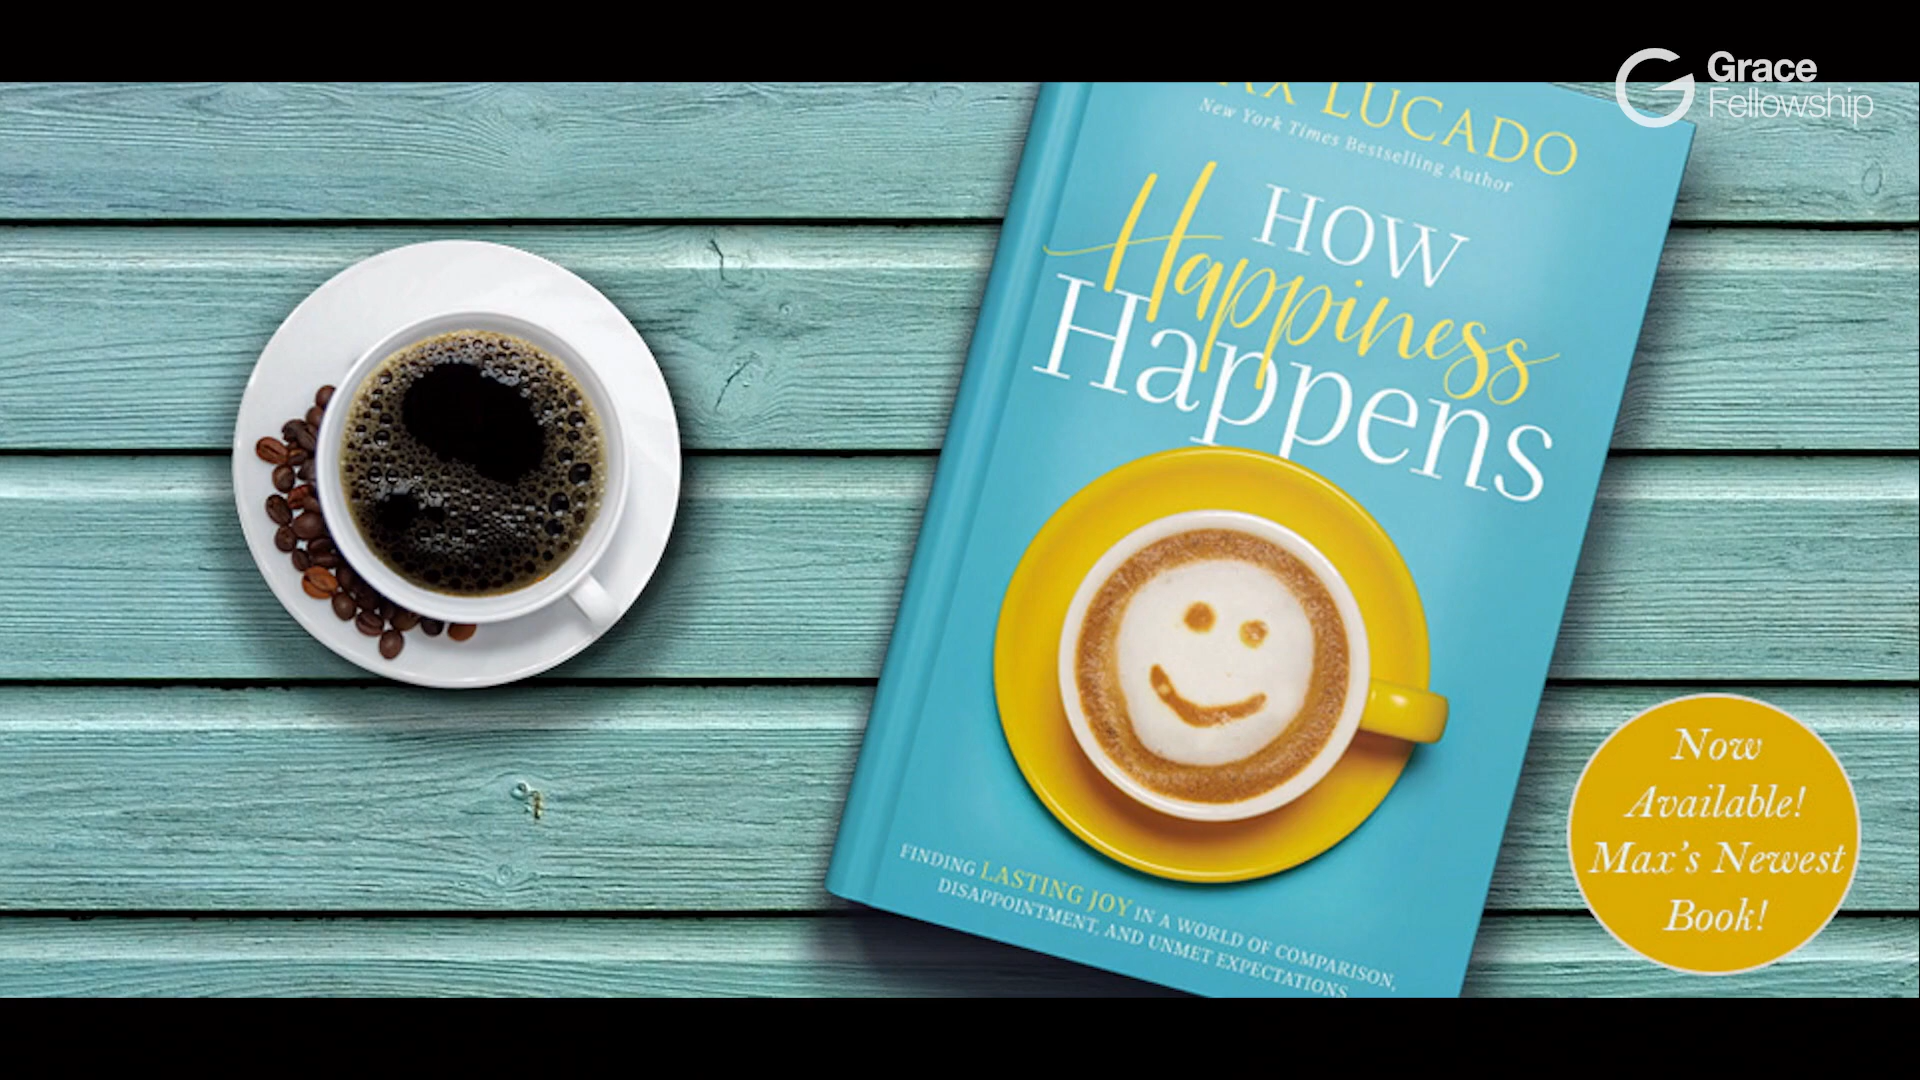 Grace
Fellowship
LUCADO
New York Times Bestselling Author
HOW
Happiness
Happens
FINDING LASTING JOY IN A WORLD OF COMPARISON,
DISAPPOINTMENT, AND UNMET EXPECTATIONS
Now
Available!
Max's Newest
Book!